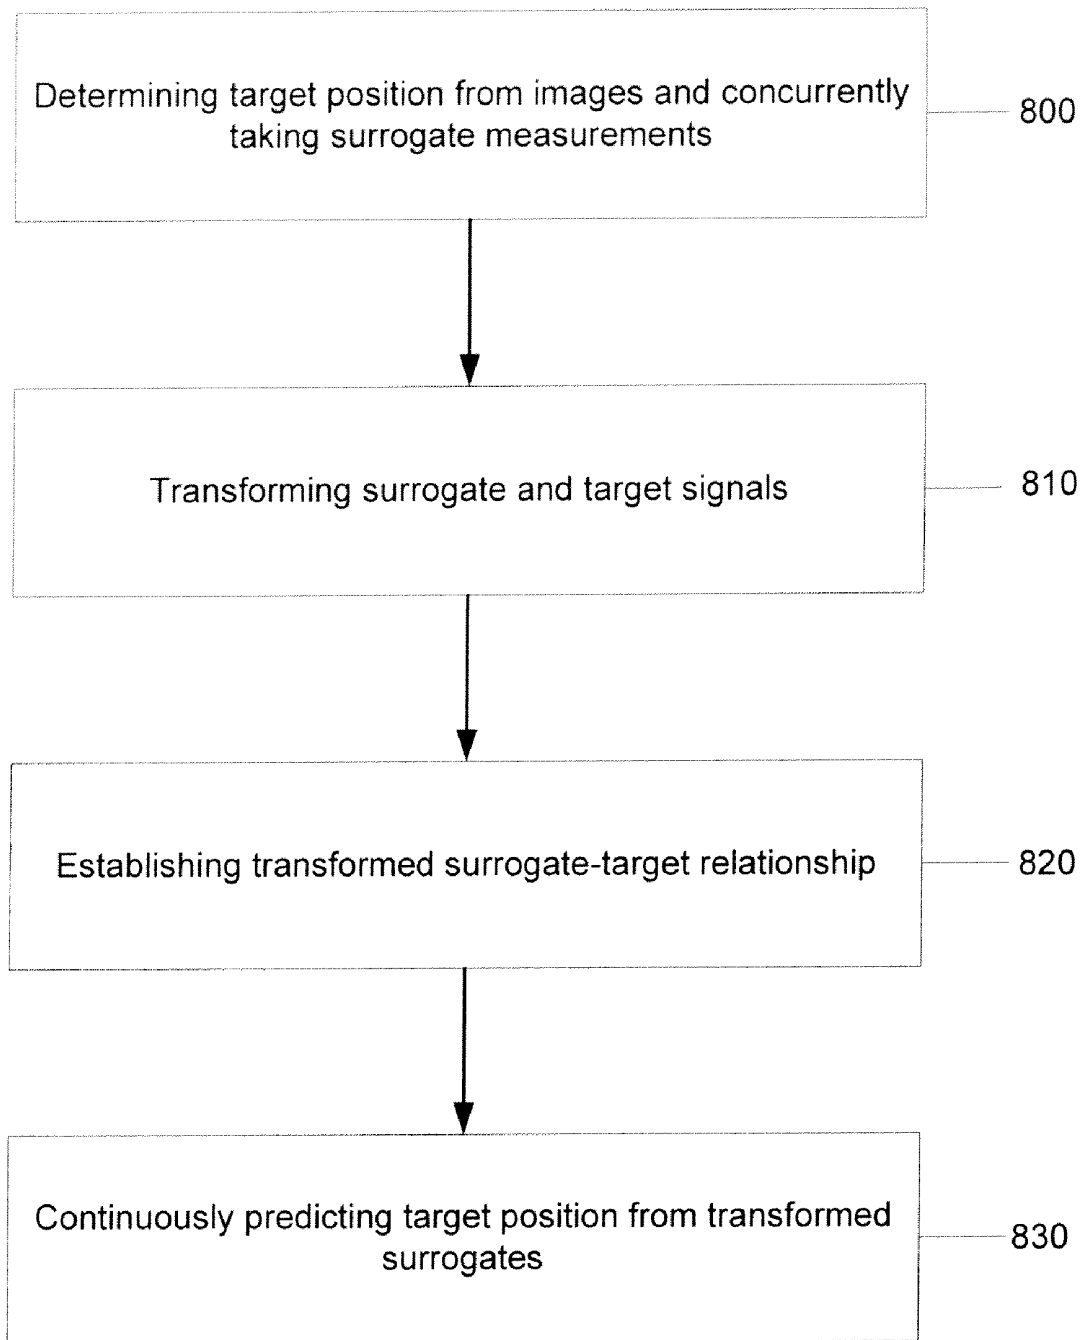 Determining target position from images and concurrently
taking surrogate measurements
800
Transforming surrogate and target signals
810
Establishing transformed surrogate-target relationship
820
Continuously predicting target position from transformed
surrogates
830